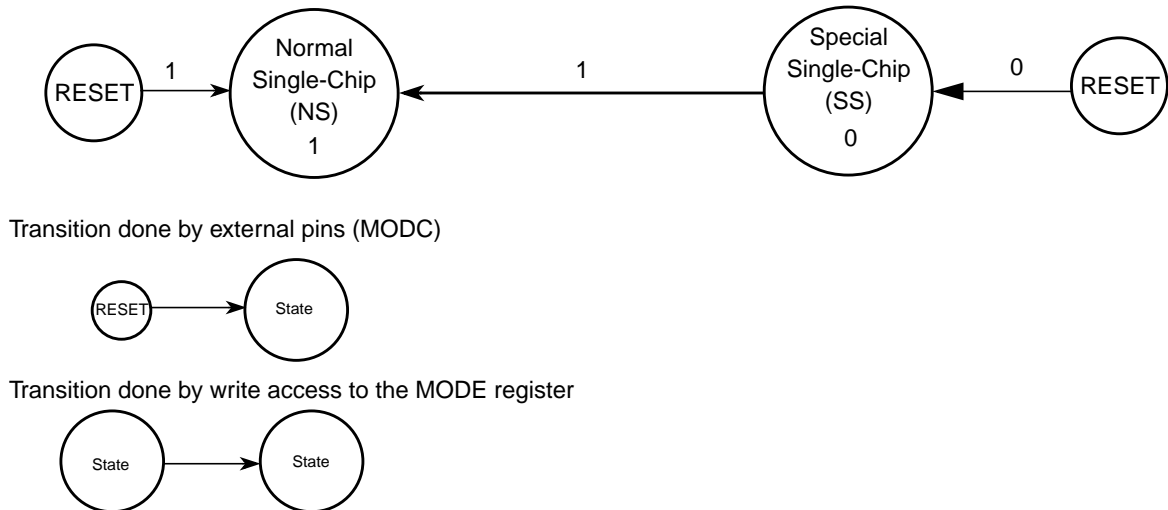 RESET
1
Normal
Single-Chip
(NS)
1
1
Special
Single-Chip
(SS)
0
0
RESET
Transition done by external pins (MODC)
RESET
State
Transition done by write access to the MODE register
State
State